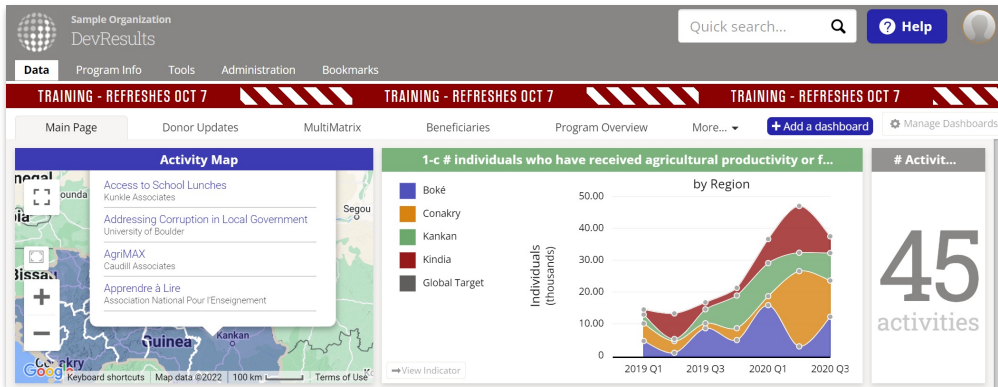 Sample Organization
DevResults
Quick search...
? Help
Data Program Info Tools Administration Bookmarks
TRAINING - REFRESHES OCT 7 TRAINING - REFRESHES OCT 7 TRAINING - REFRESHES OCT 7
Main Page Donor Updates MultiMatrix Beneficiaries Program Overview More... + Add a dashboard Manage Dashboards
Activity Map
Access to School Lunches
Kunkle Associates
Addressing Corruption in Local Government
University of Boulder
AgriMAX
Caudill Associates
Apprendre à Lire
Association National Pour l'Enseignement
negal
ounda
Segou
Bissau
+
−
Guinea
Kankan
Google
Keyboard shortcuts Map data ©2022 100 km Terms of Use
1-c # individuals who have received agricultural productivity or f...
Boké
Conakry
Kankan
Kindia
Global Target
by Region
Individuals
(thousands)
50.00
40.00
30.00
20.00
10.00
0
2019 Q1 2019 Q3 2020 Q1 2020 Q3
View Indicator
# Activit...
45
activities